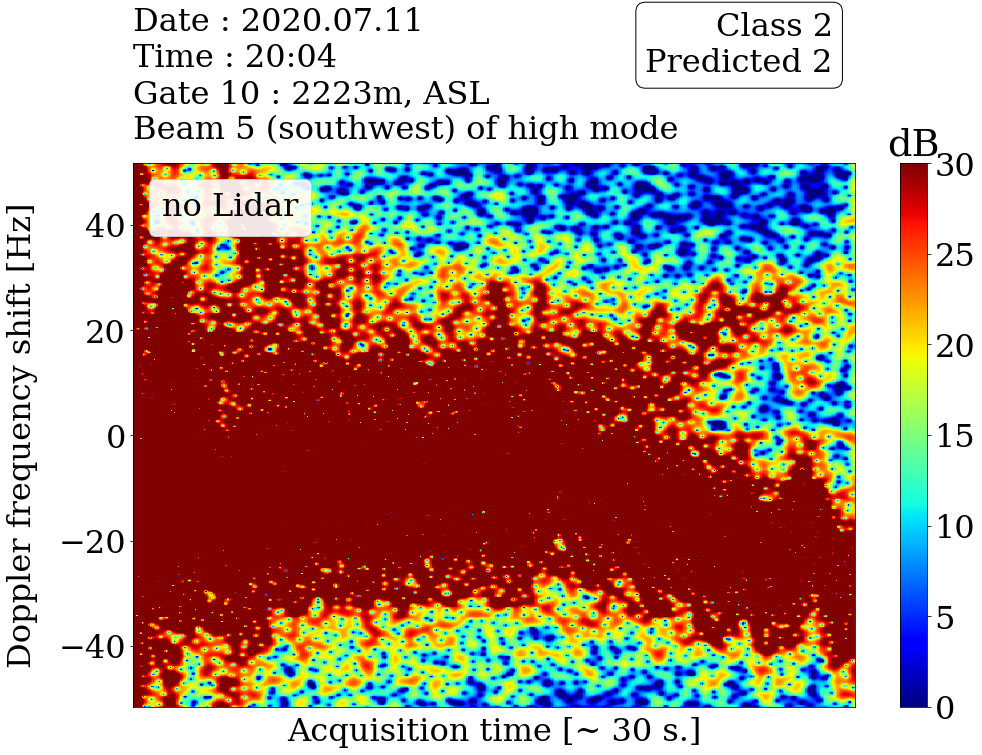 Date : 2020.07.11
Time : 20:04
Gate 10 : 2223m, ASL
Beam 5 (southwest) of high mode
Class 2
Predicted 2
dB
no Lidar
Doppler frequency shift [Hz]
40
20
0
−20
−40
Acquisition time [~ 30 s.]
30
25
20
15
10
5
0